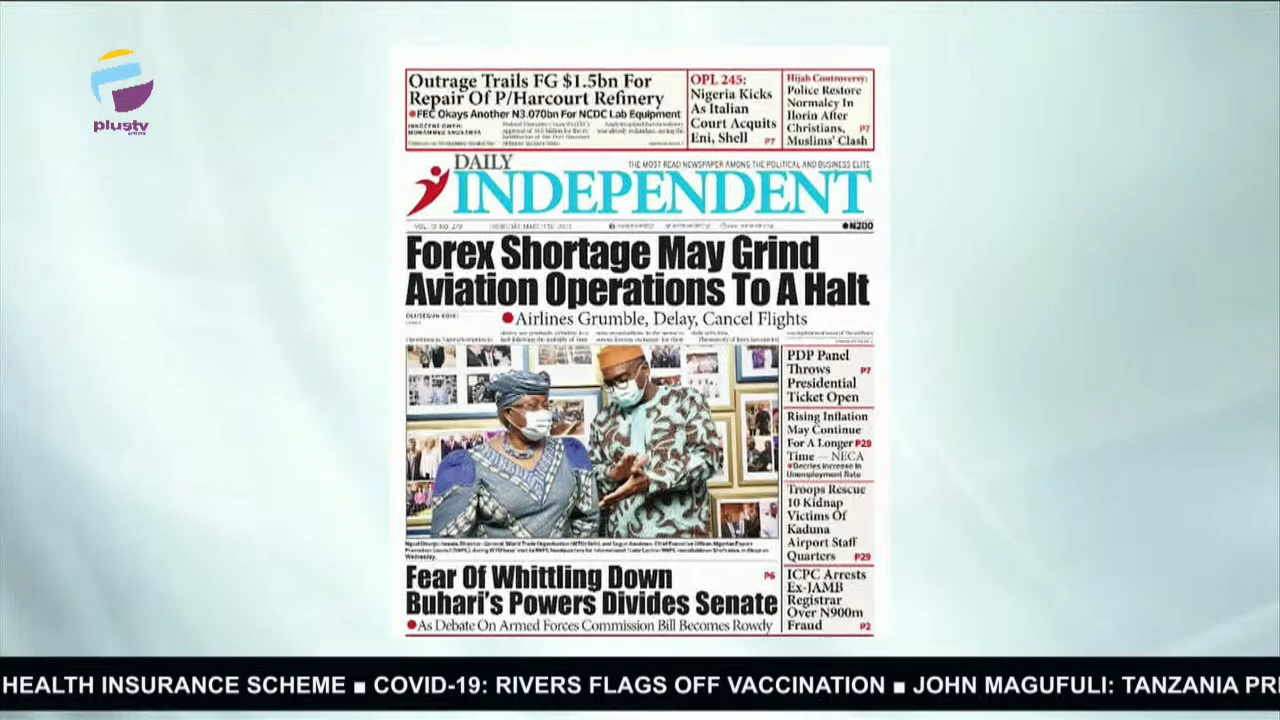 plustv
Outrage Trails FG $1.5bn For
Repair Of P/Harcourt Refinery
FEC Okays Another N3.070bn For NCDC Lab Equipment
OPL 245:
Nigeria Kicks
As Italian
Court Acquits
Eni, Shell P7
Hijab Controversy:
Police Restore
Normalcy In
Ilorin After
Christians, P7
Muslims' Clash
DAILY
THE MOST READ NEWSPAPER AMONG THE POLITICAL AND BUSINESS ELITE
INDEPENDENT
N200
Forex Shortage May Grind
Aviation Operations To A Halt
Airlines Grumble, Delay, Cancel Flights
PDP Panel
Throws P7
Presidential
Ticket Open
Rising Inflation
May Continue
For A Longer P29
Time — NECA
Decries Increase In
Unemployment Rate
Troops Rescue
10 Kidnap
Victims Of
Kaduna
Airport Staff
Quarters P29
ICPC Arrests
Ex-JAMB
Registrar
Over N900m
Fraud P2
Fear Of Whittling Down P6
Buhari's Powers Divides Senate
As Debate On Armed Forces Commission Bill Becomes Rowdy
HEALTH INSURANCE SCHEME ■ COVID-19: RIVERS FLAGS OFF VACCINATION ■ JOHN MAGUFULI: TANZANIA PRE